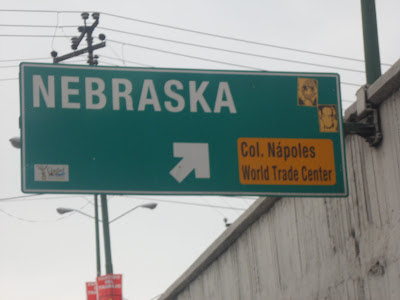 NEBRASKA
Col. Nápoles
World Trade Center